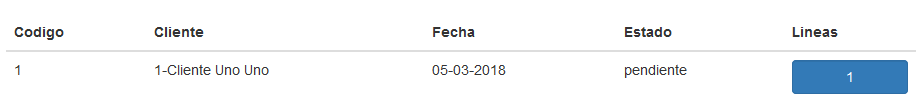 Codigo Cliente Fecha Estado Lineas
1 1-Cliente Uno Uno 05-03-2018 pendiente 1